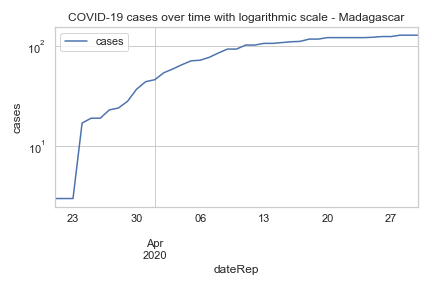 COVID-19 cases over time with logarithmic scale - Madagascar
cases
10²
10¹
cases
23 30 06 13 20 27
Apr
2020
dateRep